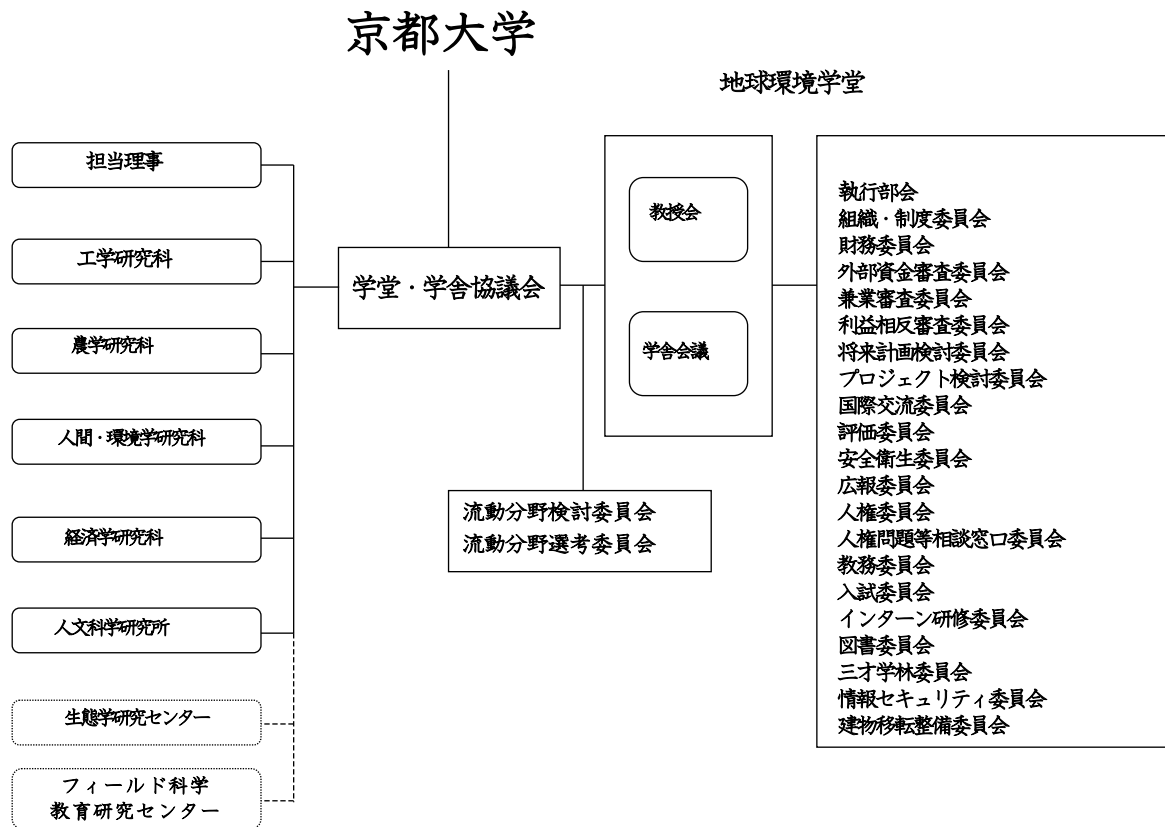 京都大学
地球環境学堂
担当理事
工学研究科
農学研究科
人間・環境学研究科
経済学研究科
人文科学研究所
生態学研究センター
フィールド科学
教育研究センター
学堂・学舎協議会
教授会
学舎会議
流動分野検討委員会
流動分野選考委員会
執行部会
組織・制度委員会
財務委員会
外部資金審査委員会
兼業審査委員会
利益相反審査委員会
将来計画検討委員会
プロジェクト検討委員会
国際交流委員会
評価委員会
安全衛生委員会
広報委員会
人権委員会
人権問題等相談窓口委員会
教務委員会
入試委員会
インターン研修委員会
図書委員会
三才学林委員会
情報セキュリティ委員会
建物移転整備委員会